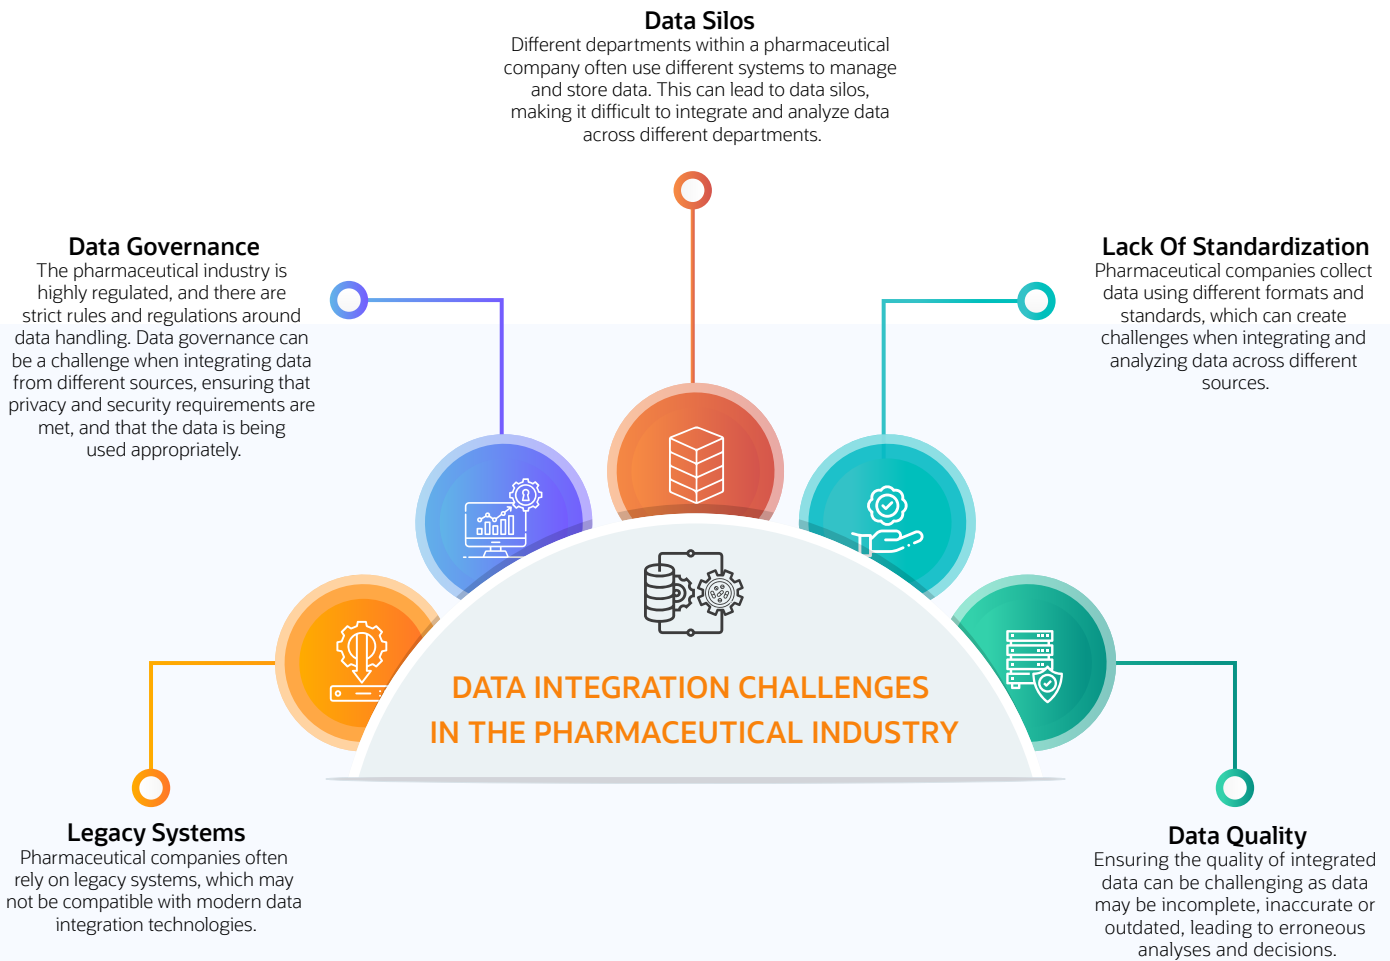 Data Silos
Different departments within a pharmaceutical
company often use different systems to manage
and store data. This can lead to data silos,
making it difficult to integrate and analyze data
across different departments.
Data Governance
The pharmaceutical industry is
highly regulated, and there are
strict rules and regulations around
data handling. Data governance can
be a challenge when integrating data
from different sources, ensuring that
privacy and security requirements are
met, and that the data is being
used appropriately.
Lack Of Standardization
Pharmaceutical companies collect
data using different formats and
standards, which can create
challenges when integrating and
analyzing data across different
sources.
DATA INTEGRATION CHALLENGES
IN THE PHARMACEUTICAL INDUSTRY
Legacy Systems
Pharmaceutical companies often
rely on legacy systems, which may
not be compatible with modern data
integration technologies.
Data Quality
Ensuring the quality of integrated
data can be challenging as data
may be incomplete, inaccurate or
outdated, leading to erroneous
analyses and decisions.